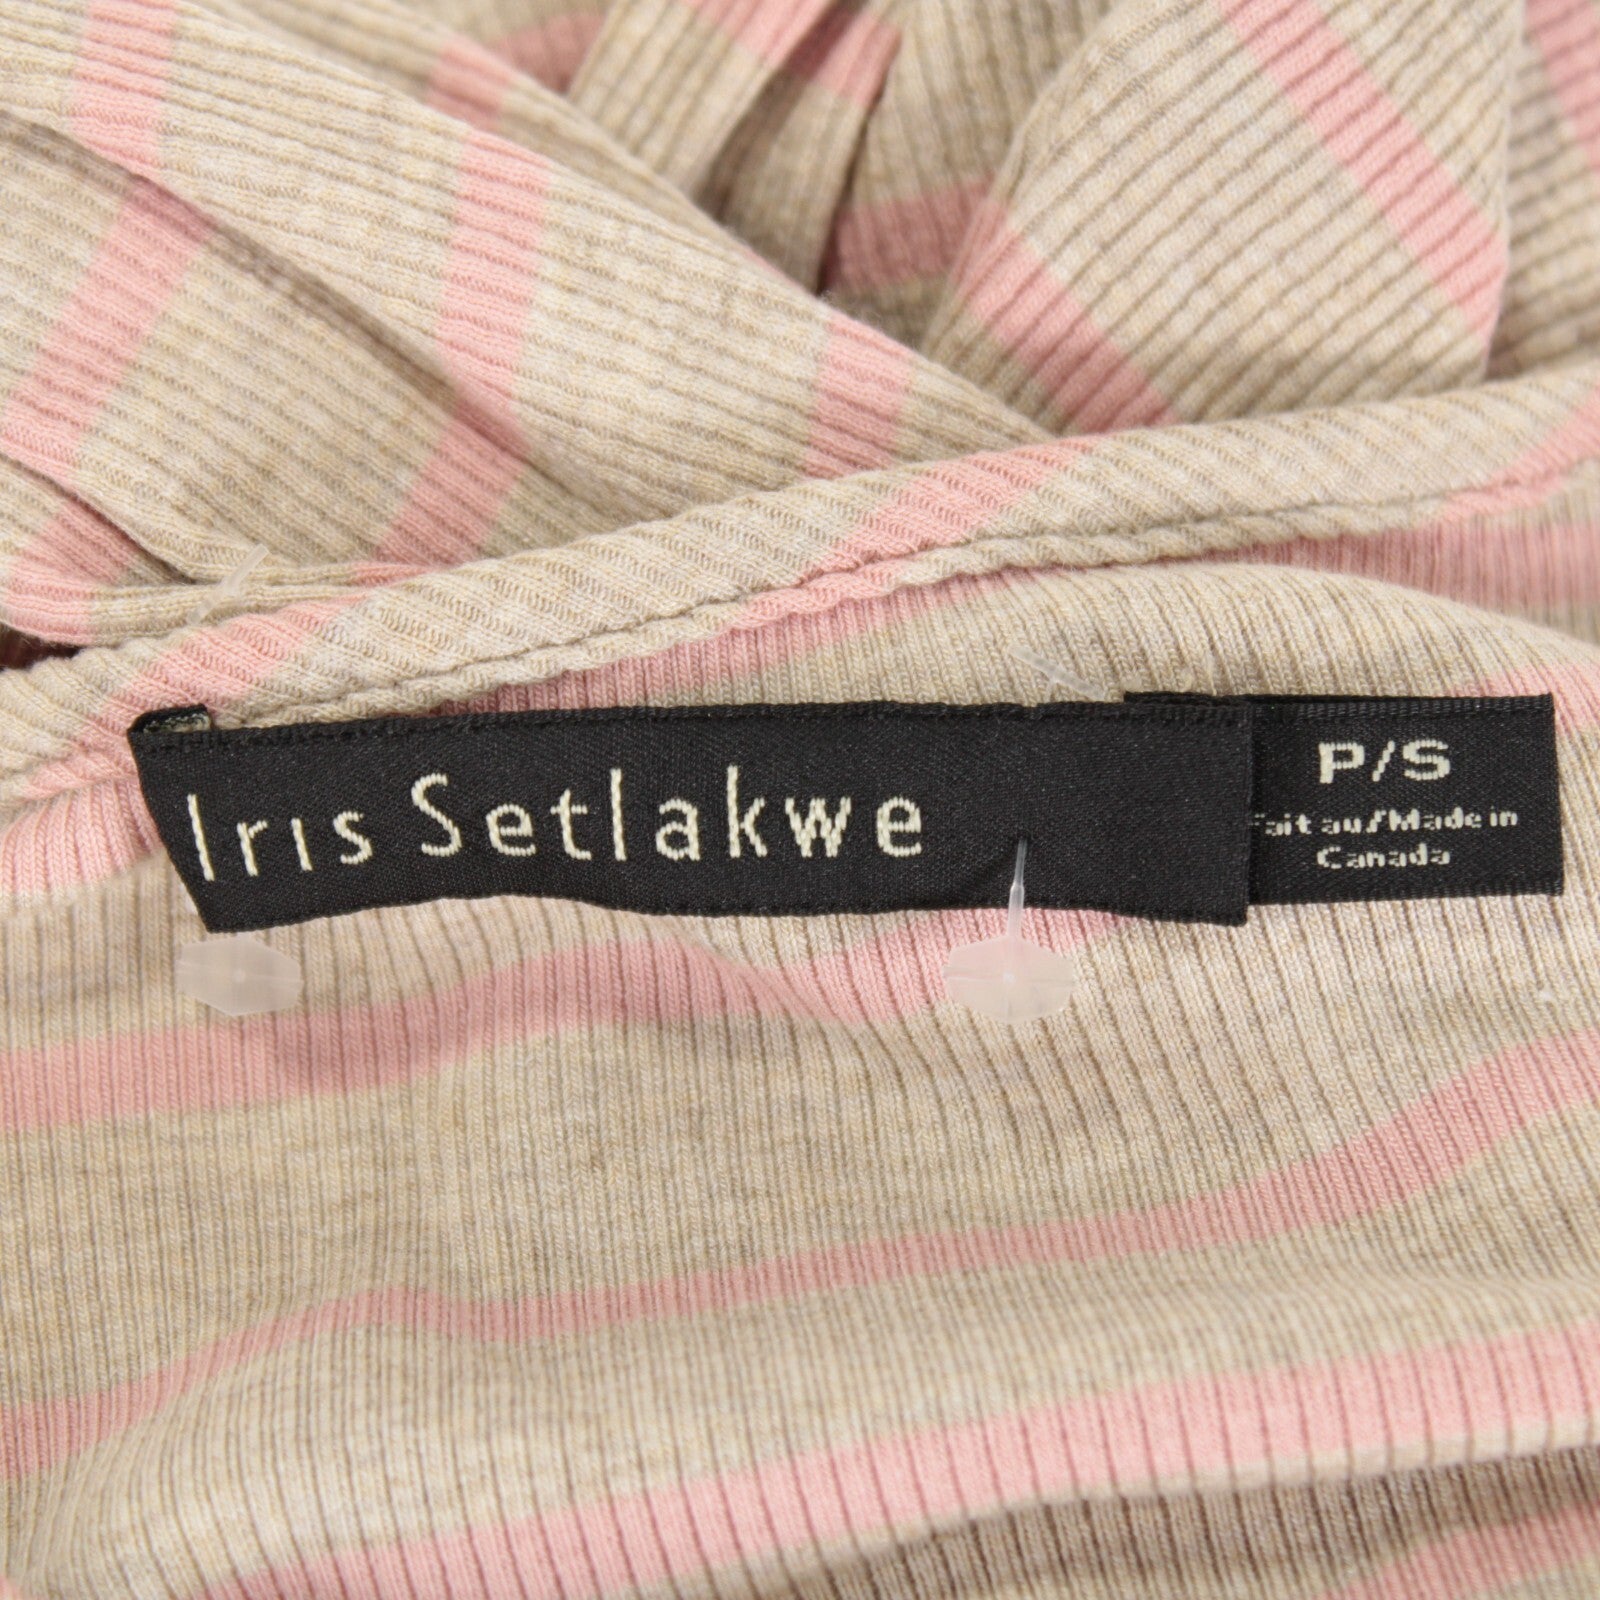 Iris Setlakwe
P/S
Fait au/Made in
Canada